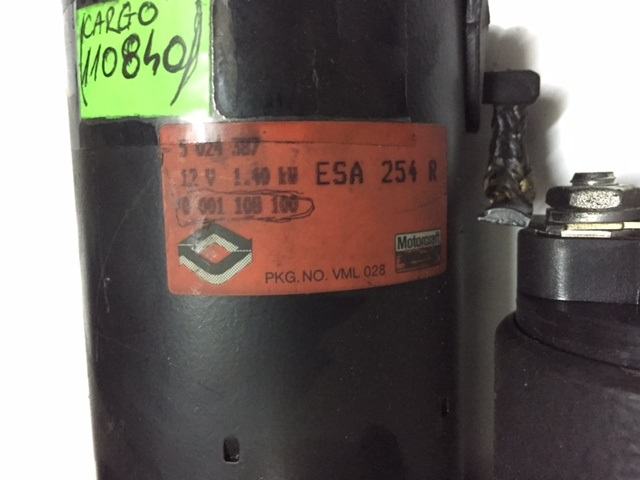 CARGO
110840
5 024 387
12 V 1.40 kW ESA 254 R
0 001 108 100
Motorcraft
PKG. NO. VML 028